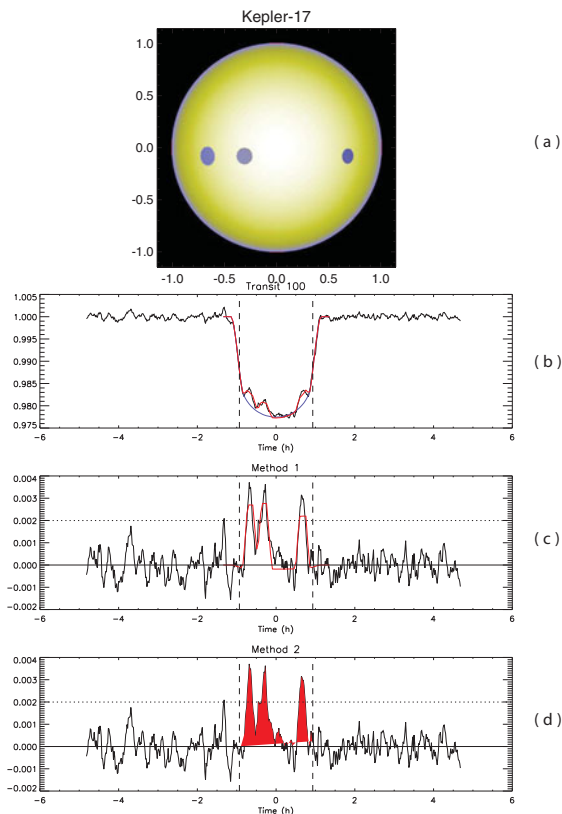 Kepler-17
1.0
0.5
0.0
-0.5
-1.0
-1.0 -0.5 0.0 0.5 1.0
( a )
Transit 100
1.005
1.000
0.995
0.990
0.985
0.980
0.975
-6 -4 -2 0 2 4 6
Time (h)
( b )
Method 1
0.004
0.003
0.002
0.001
0.000
-0.001
-0.002
-6 -4 -2 0 2 4 6
Time (h)
( c )
Method 2
0.004
0.003
0.002
0.001
0.000
-0.001
-0.002
-6 -4 -2 0 2 4 6
Time (h)
( d )